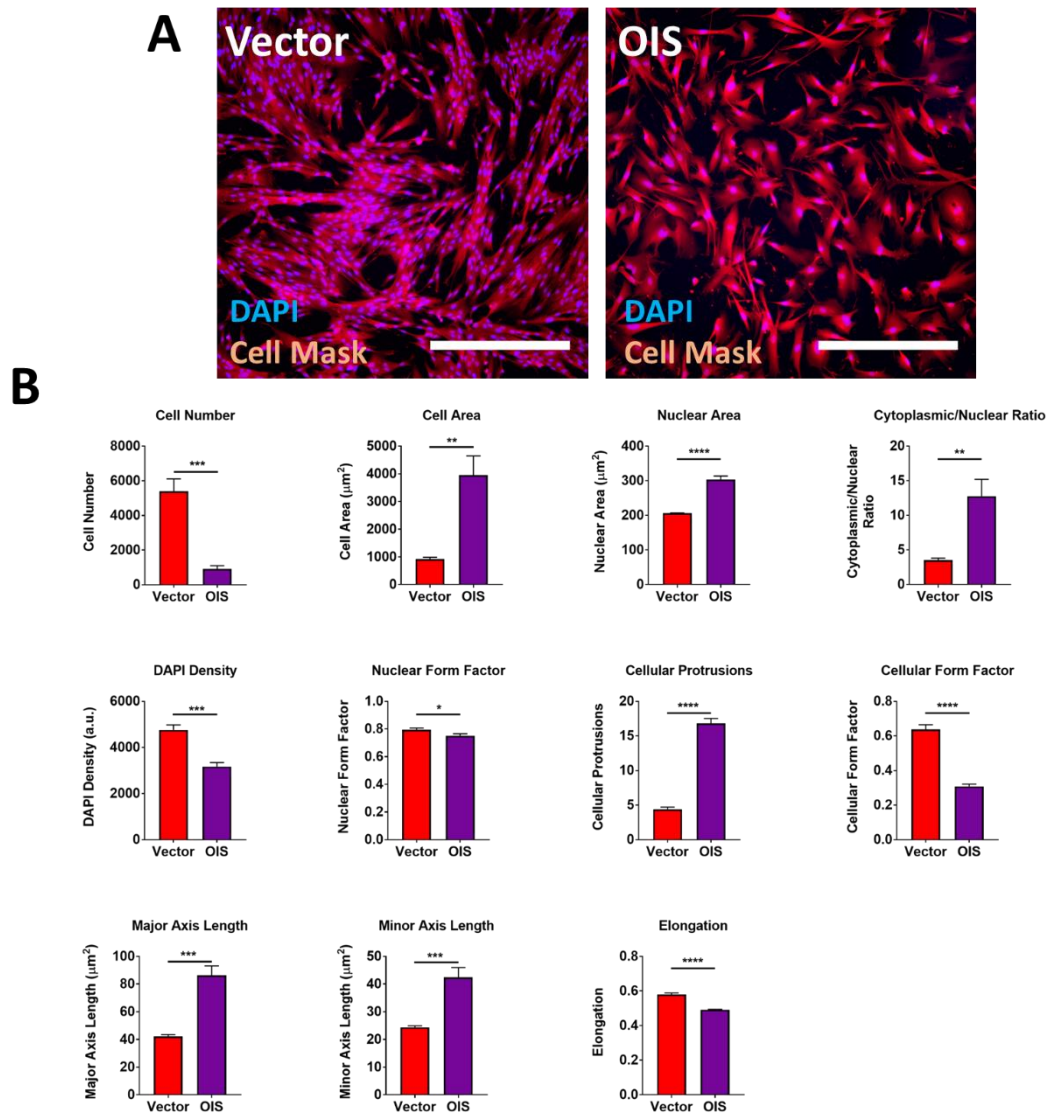 A
Vector
OIS
DAPI
Cell Mask
DAPI
Cell Mask
B
Cell Number
Cell Number
8000
6000
4000
2000
0
***
Vector OIS
Cell Area
Cell Area (μm²)
5000
4000
3000
2000
1000
0
**
Vector OIS
Nuclear Area
Nuclear Area (μm²)
400
300
200
100
0
****
Vector OIS
Cytoplasmic/Nuclear Ratio
Cytoplasmic/Nuclear
Ratio
20
15
10
5
0
**
Vector OIS
DAPI Density
DAPI Density (a.u.)
6000
4000
2000
0
***
Vector OIS
Nuclear Form Factor
Nuclear Form Factor
1.0
0.8
0.6
0.4
0.2
0.0
*
Vector OIS
Cellular Protrusions
Cellular Protrusions
20
15
10
5
0
****
Vector OIS
Cellular Form Factor
Cellular Form Factor
0.8
0.6
0.4
0.2
0.0
****
Vector OIS
Major Axis Length
Major Axis Length (μm²)
100
80
60
40
20
0
***
Vector OIS
Minor Axis Length
Minor Axis Length (μm²)
50
40
30
20
10
0
***
Vector OIS
Elongation
Elongation
0.6
0.4
0.2
0.0
****
Vector OIS